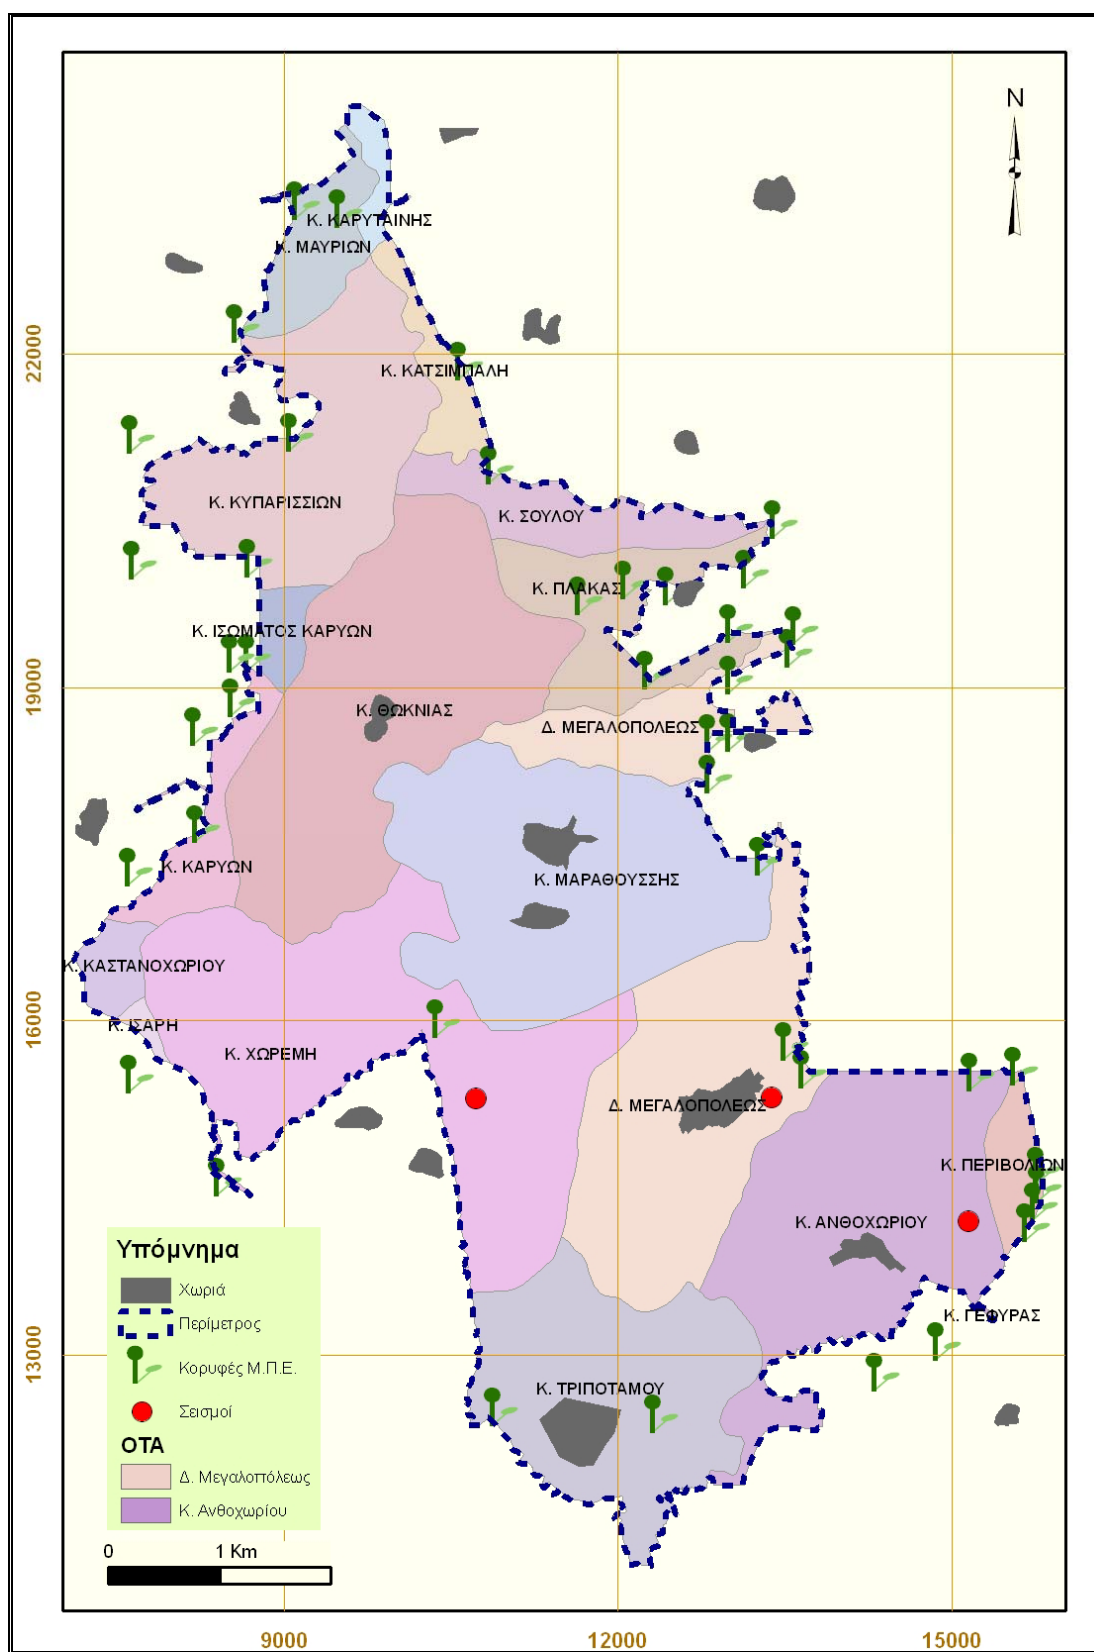 N
Κ. ΚΑΡΥΤΑΙΝΗΣ
Κ. ΜΑΥΡΙΩΝ
22000
Κ. ΚΑΤΣΙΜΠΑΛΗ
Κ. ΚΥΠΑΡΙΣΣΙΩΝ
Κ. ΣΟΥΛΟΥ
Κ. ΠΛΑΚΑΣ
Κ. ΙΣΩΜΑΤΟΣ ΚΑΡΥΩΝ
19000
Κ. ΘΩΚΝΙΑΣ
Δ. ΜΕΓΑΛΟΠΟΛΕΩΣ
Κ. ΚΑΡΥΩΝ
Κ. ΜΑΡΑΘΟΥΣΣΗΣ
Κ. ΚΑΣΤΑΝΟΧΩΡΙΟΥ
16000
Κ. ΙΣΑΡΗ
Κ. ΧΩΡΕΜΗ
Δ. ΜΕΓΑΛΟΠΟΛΕΩΣ
Κ. ΠΕΡΙΒΟΛΙΩΝ
Κ. ΑΝΘΟΧΩΡΙΟΥ
Κ. ΓΕΦΥΡΑΣ
13000
Κ. ΤΡΙΠΟΤΑΜΟΥ
Υπόμνημα
Χωριά
Περίμετρος
Κορυφές Μ.Π.Ε.
Σεισμοί
ΟΤΑ
Δ. Μεγαλοπόλεως
Κ. Ανθοχωρίου
0 1 Km
9000 12000 15000